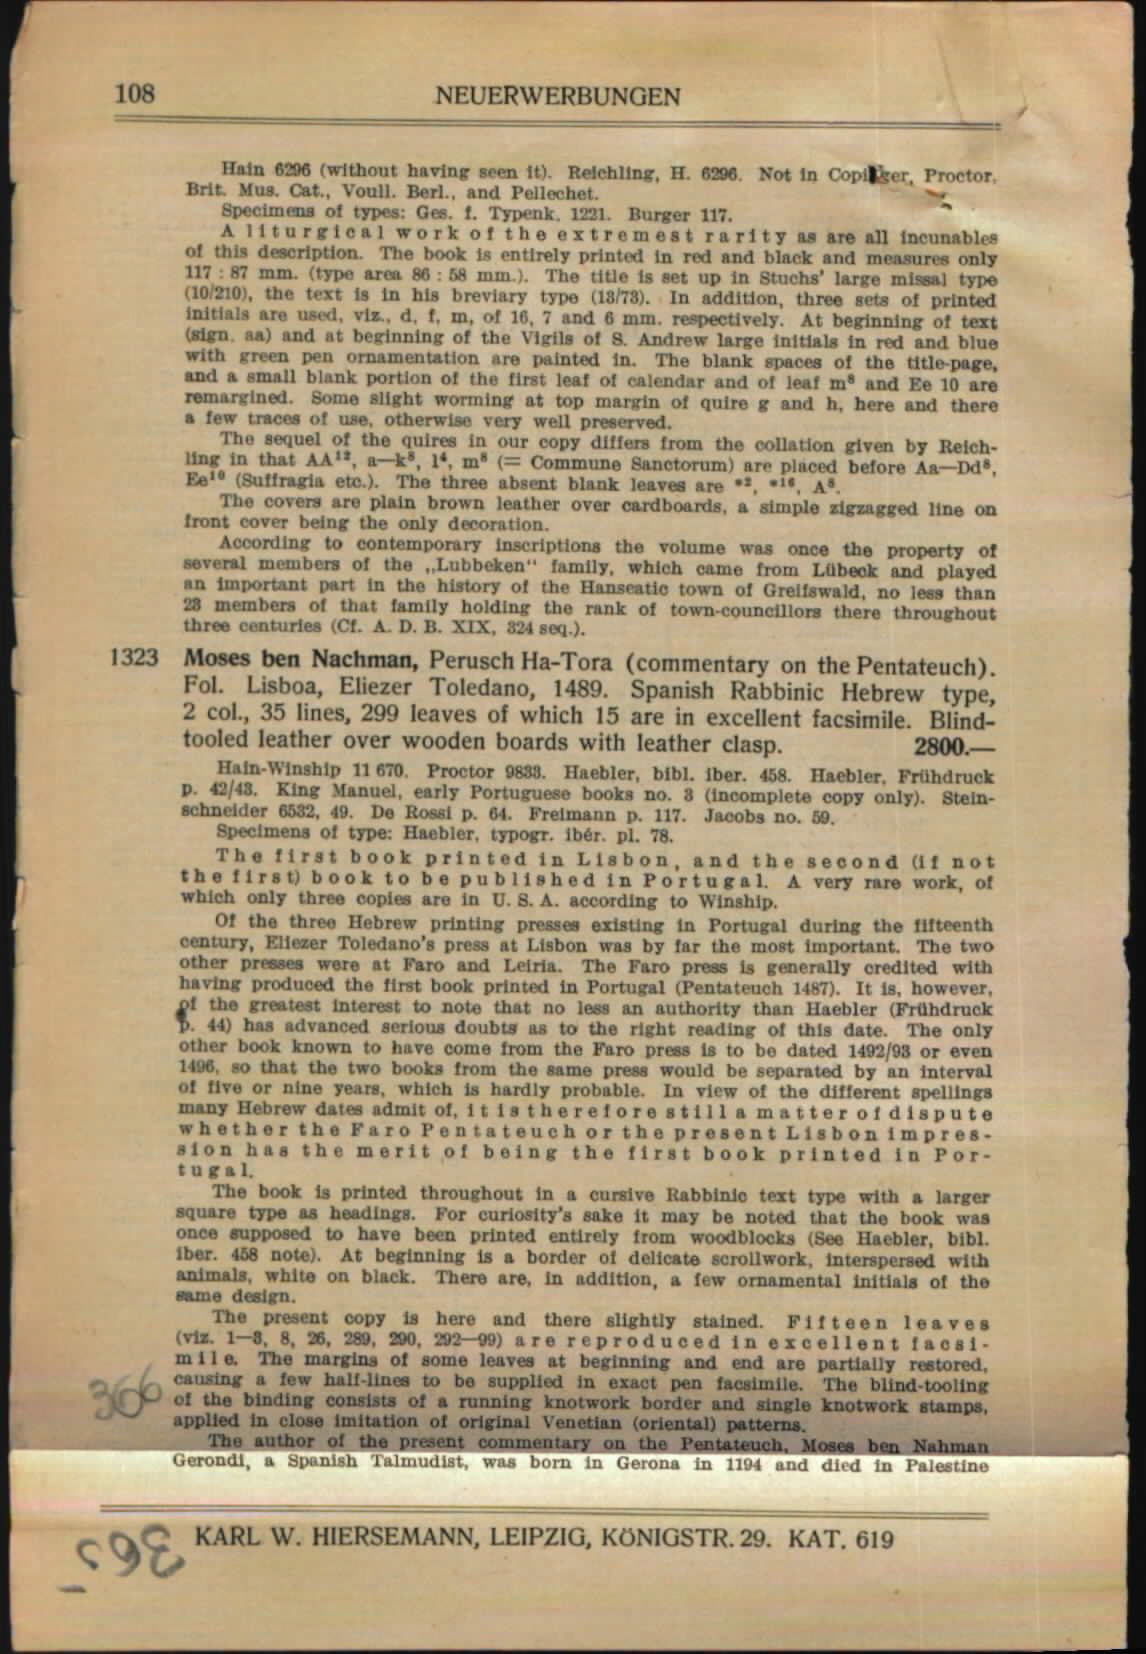 108
NEUERWERBUNGEN
Hain 6296 (without having seen it). Reichling, H. 6296. Not in Copinger, Proctor,
Brit. Mus. Cat., Voull. Berl., and Pellechet.
Specimens of types: Ges. f. Typenk. 1221. Burger 117.
A liturgical work of the extremest rarity as are all incunables
of this description. The book is entirely printed in red and black and measures only
117 : 87 mm. (type area 86 : 58 mm.). The title is set up in Stuchs' large missal type
(10/210), the text is in his breviary type (13/73). In addition, three sets of printed
initials are used, viz., d, f, m, of 16, 7 and 6 mm. respectively. At beginning of text
(sign. aa) and at beginning of the Vigils of S. Andrew large initials in red and blue
with green pen ornamentation are painted in. The blank spaces of the title-page,
and a small blank portion of the first leaf of calendar and of leaf m⁸ and Ee 10 are
remargined. Some slight worming at top margin of quire g and h, here and there
a few traces of use, otherwise very well preserved.
The sequel of the quires in our copy differs from the collation given by Reich-
ling in that AA¹², a—k⁸, l⁴, m⁸ (= Commune Sanctorum) are placed before Aa—Dd⁸,
Ee¹⁰ (Suffragia etc.). The three absent blank leaves are *², *¹⁶, A⁸.
The covers are plain brown leather over cardboards, a simple zigzagged line on
front cover being the only decoration.
According to contemporary inscriptions the volume was once the property of
several members of the „Lubbeken" family, which came from Lübeck and played
an important part in the history of the Hanseatic town of Greifswald, no less than
23 members of that family holding the rank of town-councillors there throughout
three centuries (Cf. A. D. B. XIX, 324 seq.).
1323 Moses ben Nachman, Perusch Ha-Tora (commentary on the Pentateuch).
Fol. Lisboa, Eliezer Toledano, 1489. Spanish Rabbinic Hebrew type,
2 col., 35 lines, 299 leaves of which 15 are in excellent facsimile. Blind-
tooled leather over wooden boards with leather clasp. 2800.—
Hain-Winship 11 670. Proctor 9833. Haebler, bibl. iber. 458. Haebler, Frühdruck
p. 42/43. King Manuel, early Portuguese books no. 3 (incomplete copy only). Stein-
schneider 6532, 49. De Rossi p. 64. Freimann p. 117. Jacobs no. 59.
Specimens of type: Haebler, typogr. ibér. pl. 78.
The first book printed in Lisbon, and the second (if not
the first) book to be published in Portugal. A very rare work, of
which only three copies are in U. S. A. according to Winship.
Of the three Hebrew printing presses existing in Portugal during the fifteenth
century, Eliezer Toledano's press at Lisbon was by far the most important. The two
other presses were at Faro and Leiria. The Faro press is generally credited with
having produced the first book printed in Portugal (Pentateuch 1487). It is, however,
of the greatest interest to note that no less an authority than Haebler (Frühdruck
p. 44) has advanced serious doubts as to the right reading of this date. The only
other book known to have come from the Faro press is to be dated 1492/93 or even
1496, so that the two books from the same press would be separated by an interval
of five or nine years, which is hardly probable. In view of the different spellings
many Hebrew dates admit of, it is therefore still a matter of dispute
whether the Faro Pentateuch or the present Lisbon impres-
sion has the merit of being the first book printed in Por-
tugal.
The book is printed throughout in a cursive Rabbinic text type with a larger
square type as headings. For curiosity's sake it may be noted that the book was
once supposed to have been printed entirely from woodblocks (See Haebler, bibl.
iber. 458 note). At beginning is a border of delicate scrollwork, interspersed with
animals, white on black. There are, in addition, a few ornamental initials of the
same design.
The present copy is here and there slightly stained. Fifteen leaves
(viz. 1—3, 8, 26, 289, 290, 292—99) are reproduced in excellent facsi-
mile. The margins of some leaves at beginning and end are partially restored,
causing a few half-lines to be supplied in exact pen facsimile. The blind-tooling
of the binding consists of a running knotwork border and single knotwork stamps,
applied in close imitation of original Venetian (oriental) patterns.
366
The author of the present commentary on the Pentateuch, Moses ben Nahman
Gerondi, a Spanish Talmudist, was born in Gerona in 1194 and died in Palestine
KARL W. HIERSEMANN, LEIPZIG, KÖNIGSTR. 29. KAT. 619